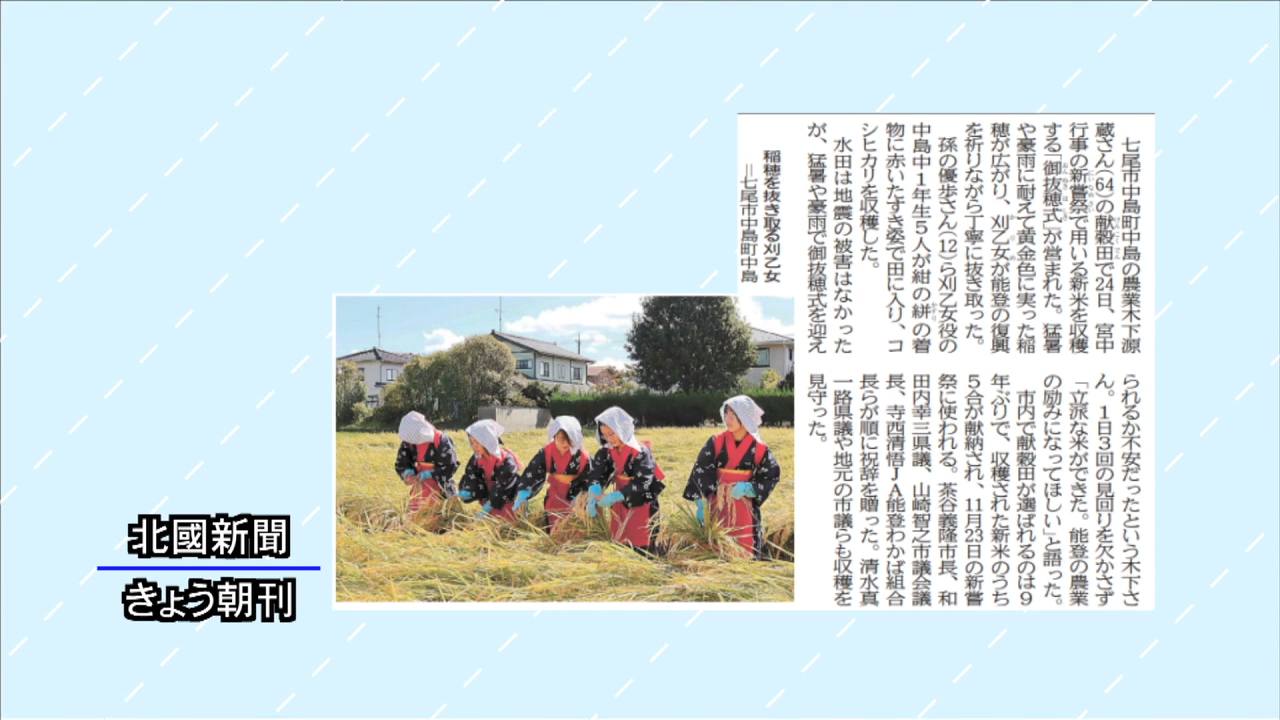 七尾市中島町中島の農業木下源
蔵さん(64)の献穀田で24日、宮中
行事の新嘗祭で用いる新米を収穫
する「御抜穂式」が営まれた。猛暑
や豪雨に耐えて黄金色に実った稲
穂が広がり、刈乙女が能登の復興
を祈りながら丁寧に抜き取った。
孫の優歩さん(12)ら刈乙女役の
中島中1年生5人が紺の絣の着
物に赤いたすき姿で田に入り、コ
シヒカリを収穫した。
水田は地震の被害はなかった
が、猛暑や豪雨で御抜穂式を迎え
られるか不安だったという木下さ
ん。1日3回の見回りを欠かさず
「立派な米ができた。能登の農業
の励みになってほしい」と語った。
市内で献穀田が選ばれるのは9
年ぶりで、収穫された新米のうち
5合が献納され、11月23日の新嘗
祭に使われる。茶谷義隆市長、和
田内幸三県議、山崎智之市議会議
長、寺西清悟JA能登わかば組合
長らが順に祝辞を贈った。清水真
一路県議や地元の市議らも収穫を
見守った。
稲穂を抜き取る刈乙女
=七尾市中島町中島
北國新聞
きょう朝刊